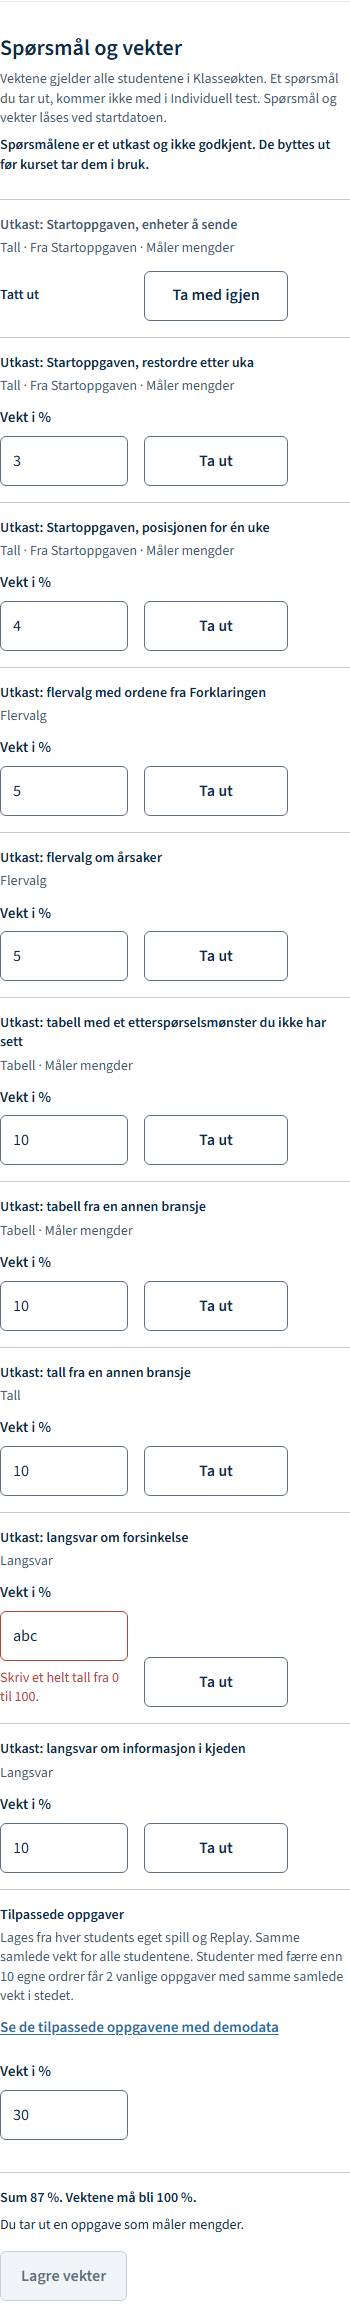 Spørsmål og vekter
Vektene gjelder alle studentene i Klasseøkten. Et spørsmål
du tar ut, kommer ikke med i Individuell test. Spørsmål og
vekter låses ved startdatoen.
Spørsmålene er et utkast og ikke godkjent. De byttes ut
før kurset tar dem i bruk.
Utkast: Startoppgaven, enheter å sende
Tall · Fra Startoppgaven · Måler mengder
Tatt ut
Ta med igjen
Utkast: Startoppgaven, restordre etter uka
Tall · Fra Startoppgaven · Måler mengder
Vekt i %
3
Ta ut
Utkast: Startoppgaven, posisjonen for én uke
Tall · Fra Startoppgaven · Måler mengder
Vekt i %
4
Ta ut
Utkast: flervalg med ordene fra Forklaringen
Flervalg
Vekt i %
5
Ta ut
Utkast: flervalg om årsaker
Flervalg
Vekt i %
5
Ta ut
Utkast: tabell med et etterspørselsmønster du ikke har
sett
Tabell · Måler mengder
Vekt i %
10
Ta ut
Utkast: tabell fra en annen bransje
Tabell · Måler mengder
Vekt i %
10
Ta ut
Utkast: tall fra en annen bransje
Tall
Vekt i %
10
Ta ut
Utkast: langsvar om forsinkelse
Langsvar
Vekt i %
abc
Skriv et helt tall fra 0
til 100.
Ta ut
Utkast: langsvar om informasjon i kjeden
Langsvar
Vekt i %
10
Ta ut
Tilpassede oppgaver
Lages fra hver students eget spill og Replay. Samme
samlede vekt for alle studentene. Studenter med færre enn
10 egne ordrer får 2 vanlige oppgaver med samme samlede
vekt i stedet.
Se de tilpassede oppgavene med demodata
Vekt i %
30
Sum 87 %. Vektene må bli 100 %.
Du tar ut en oppgave som måler mengder.
Lagre vekter